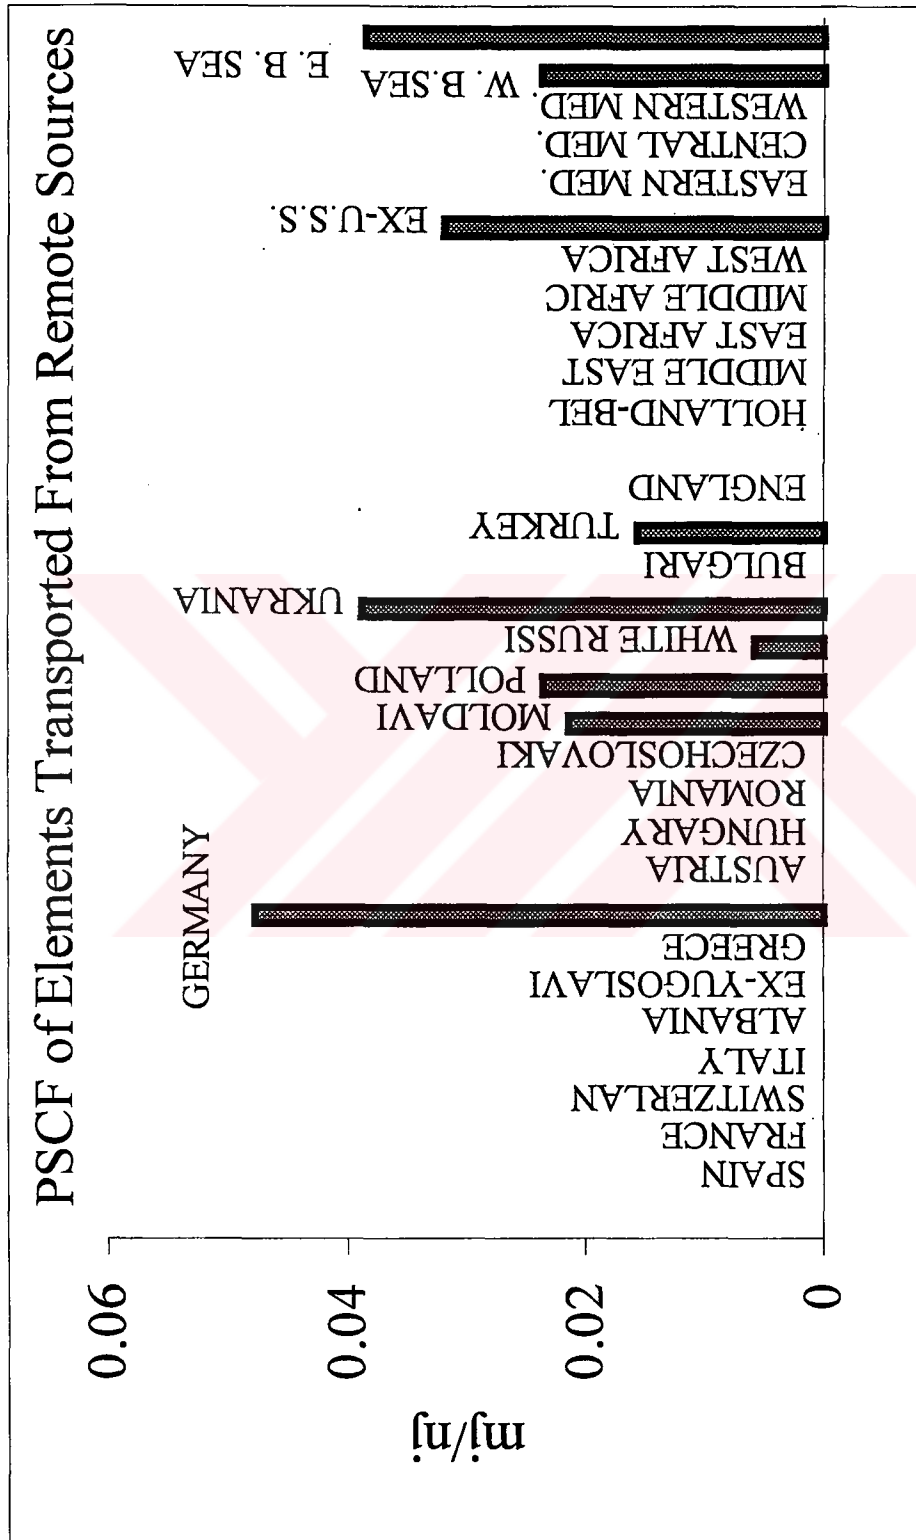 PSCF of Elements Transported From Remote Sources
mj/nj
0.06
0.04
0.02
0
SPAIN
FRANCE
SWITZERLAN
ITALY
ALBANIA
EX-YUGOSLAVI
GREECE
GERMANY
AUSTRIA
HUNGARY
ROMANIA
CZECHOSLOVAKI
MOLDAVI
POLLAND
WHITE RUSSI
UKRANIA
BULGARI
TURKEY
ENGLAND
HOLLAND-BEL
MIDDLE EAST
EAST AFRICA
MIDDLE AFRIC
WEST AFRICA
EX-U.S.S.
EASTERN MED.
CENTRAL MED.
WESTERN MED.
W. B.SEA
E. B. SEA